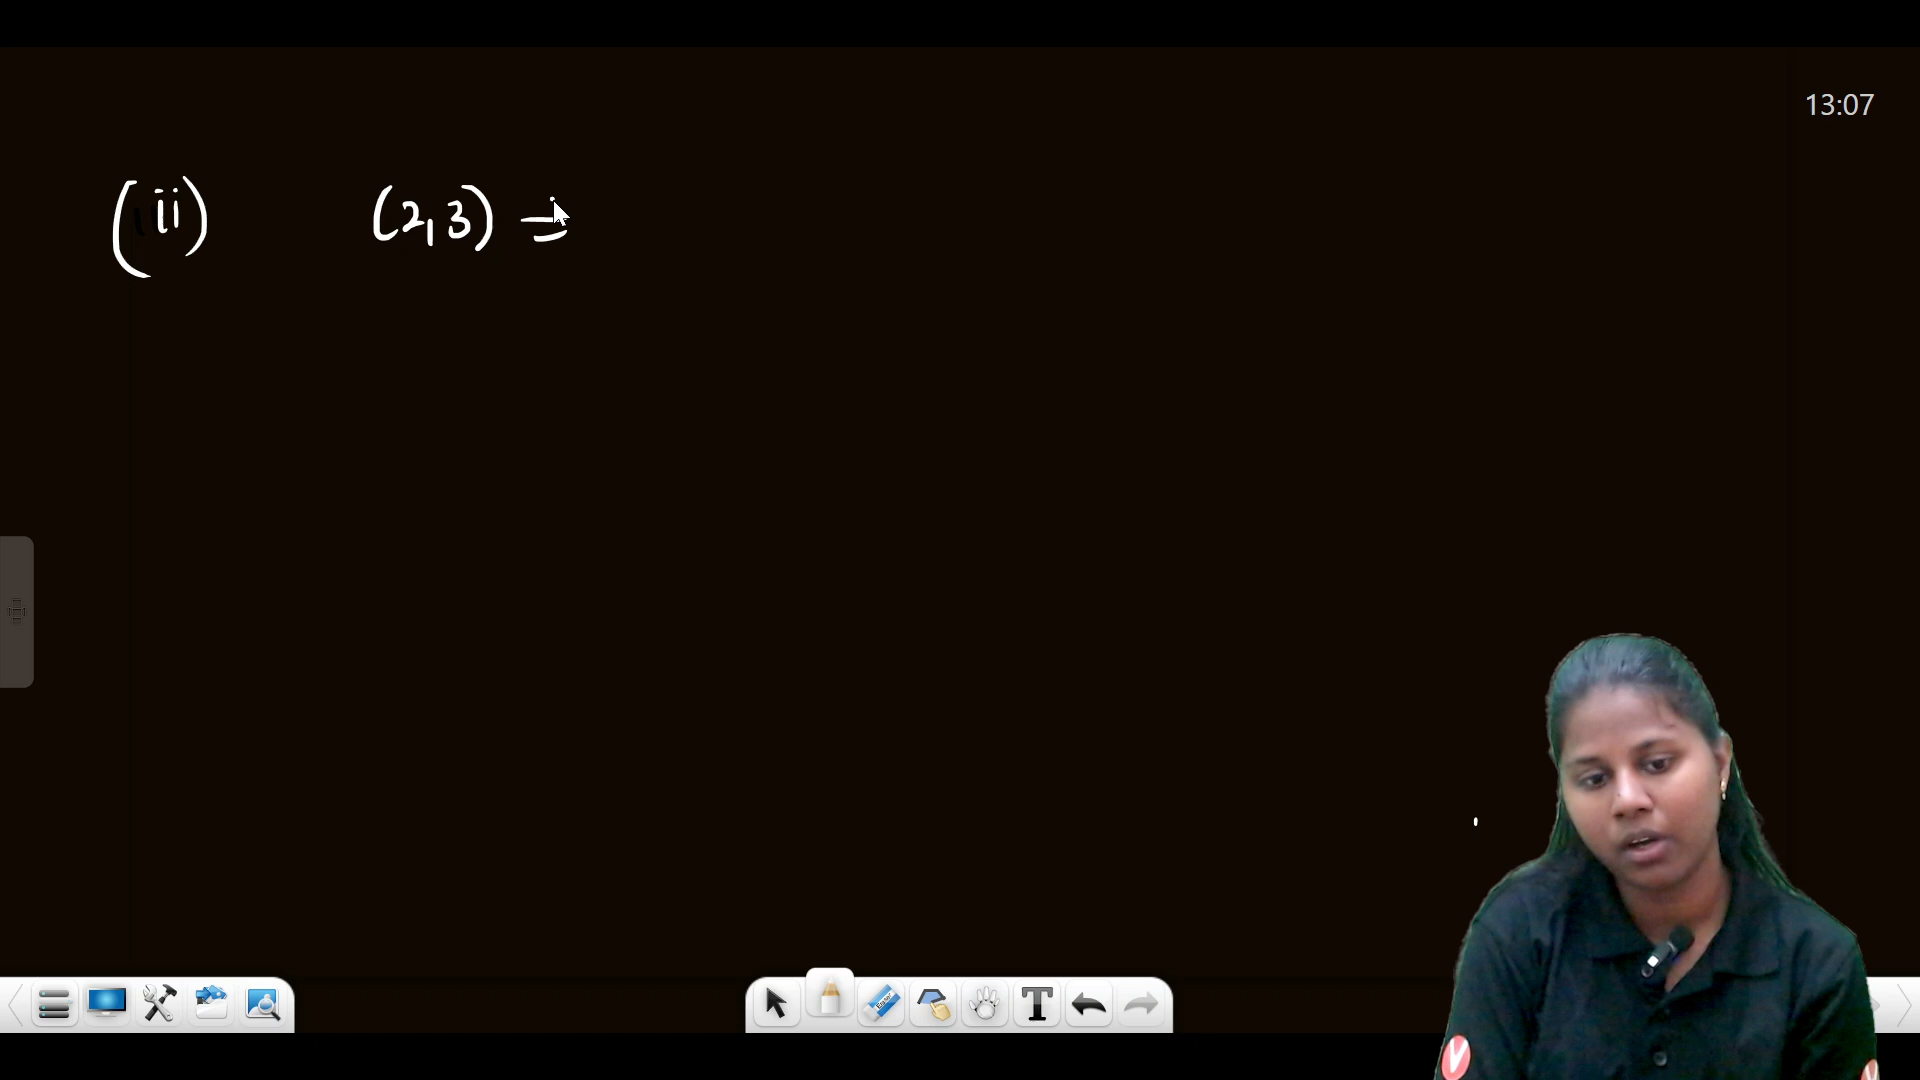 13:07
(ii) (2,3) =
T
V
V